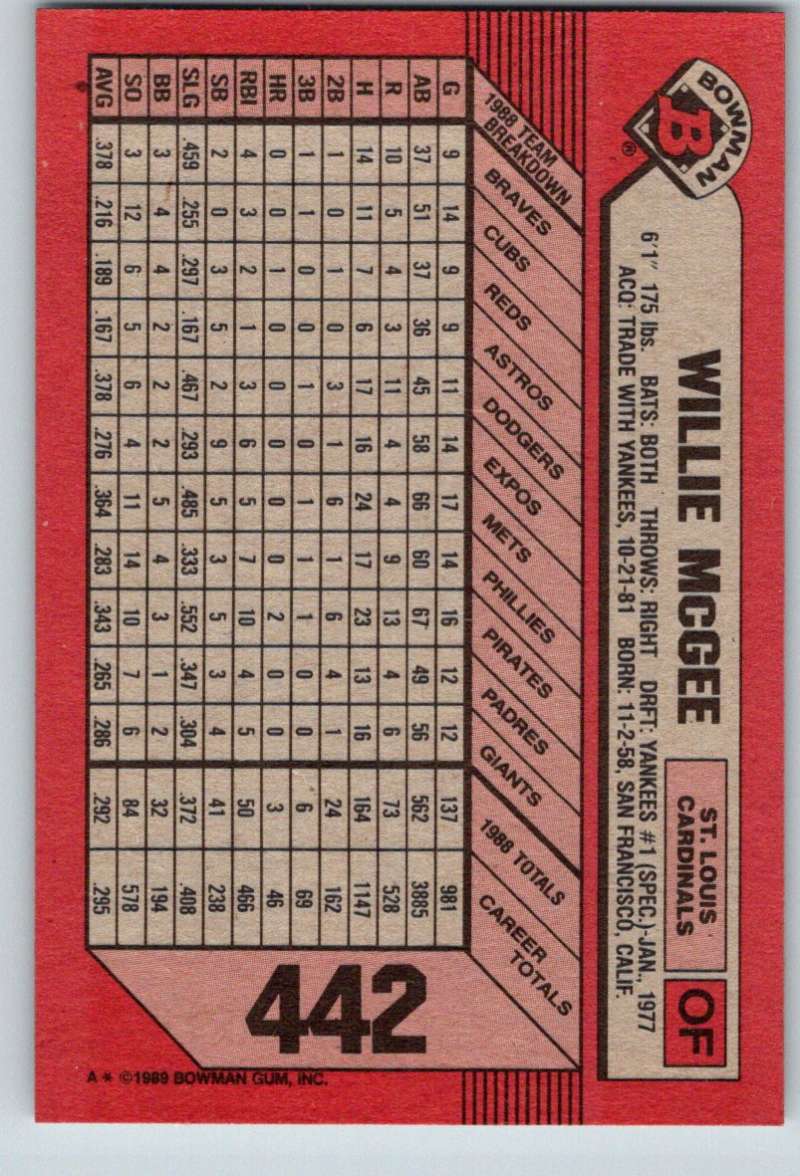 BOWMAN
B
®
WILLIE MCGEE
ST. LOUIS
CARDINALS
OF
6'1" 175 lbs. BATS: BOTH THROWS: RIGHT DRFT: YANKEES #1 (SPEC.)-JAN., 1977
ACQ: TRADE WITH YANKEES, 10-21-81 BORN: 11-2-58, SAN FRANCISCO, CALIF.
1988 TEAM
BREAKDOWN
BRAVES
CUBS
REDS
ASTROS
DODGERS
EXPOS
METS
PHILLIES
PIRATES
PADRES
GIANTS
1988 TOTALS
CAREER
TOTALS
G 9 14 9 9 11 14 17 14 16 12 12 137 981
AB 37 51 37 36 45 58 66 60 67 49 56 562 3885
R 10 5 4 3 11 4 4 9 13 4 6 73 528
H 14 11 7 6 17 16 24 17 23 13 16 164 1147
2B 1 0 1 0 3 1 6 1 6 4 1 24 162
3B 1 1 0 0 1 0 1 1 1 0 0 6 69
HR 0 0 1 0 0 0 0 0 2 0 0 3 46
RBI 4 3 2 1 3 6 5 7 10 4 5 50 466
SB 2 0 3 5 2 9 5 3 5 3 4 41 238
SLG .459 .255 .297 .167 .467 .293 .485 .333 .552 .347 .304 .372 .408
BB 3 4 4 2 2 2 5 4 3 1 2 32 194
SO 3 12 6 5 6 4 11 14 10 7 6 84 578
AVG .378 .216 .189 .167 .378 .276 .364 .283 .343 .265 .286 .292 .295
442
A * ©1989 BOWMAN GUM, INC.